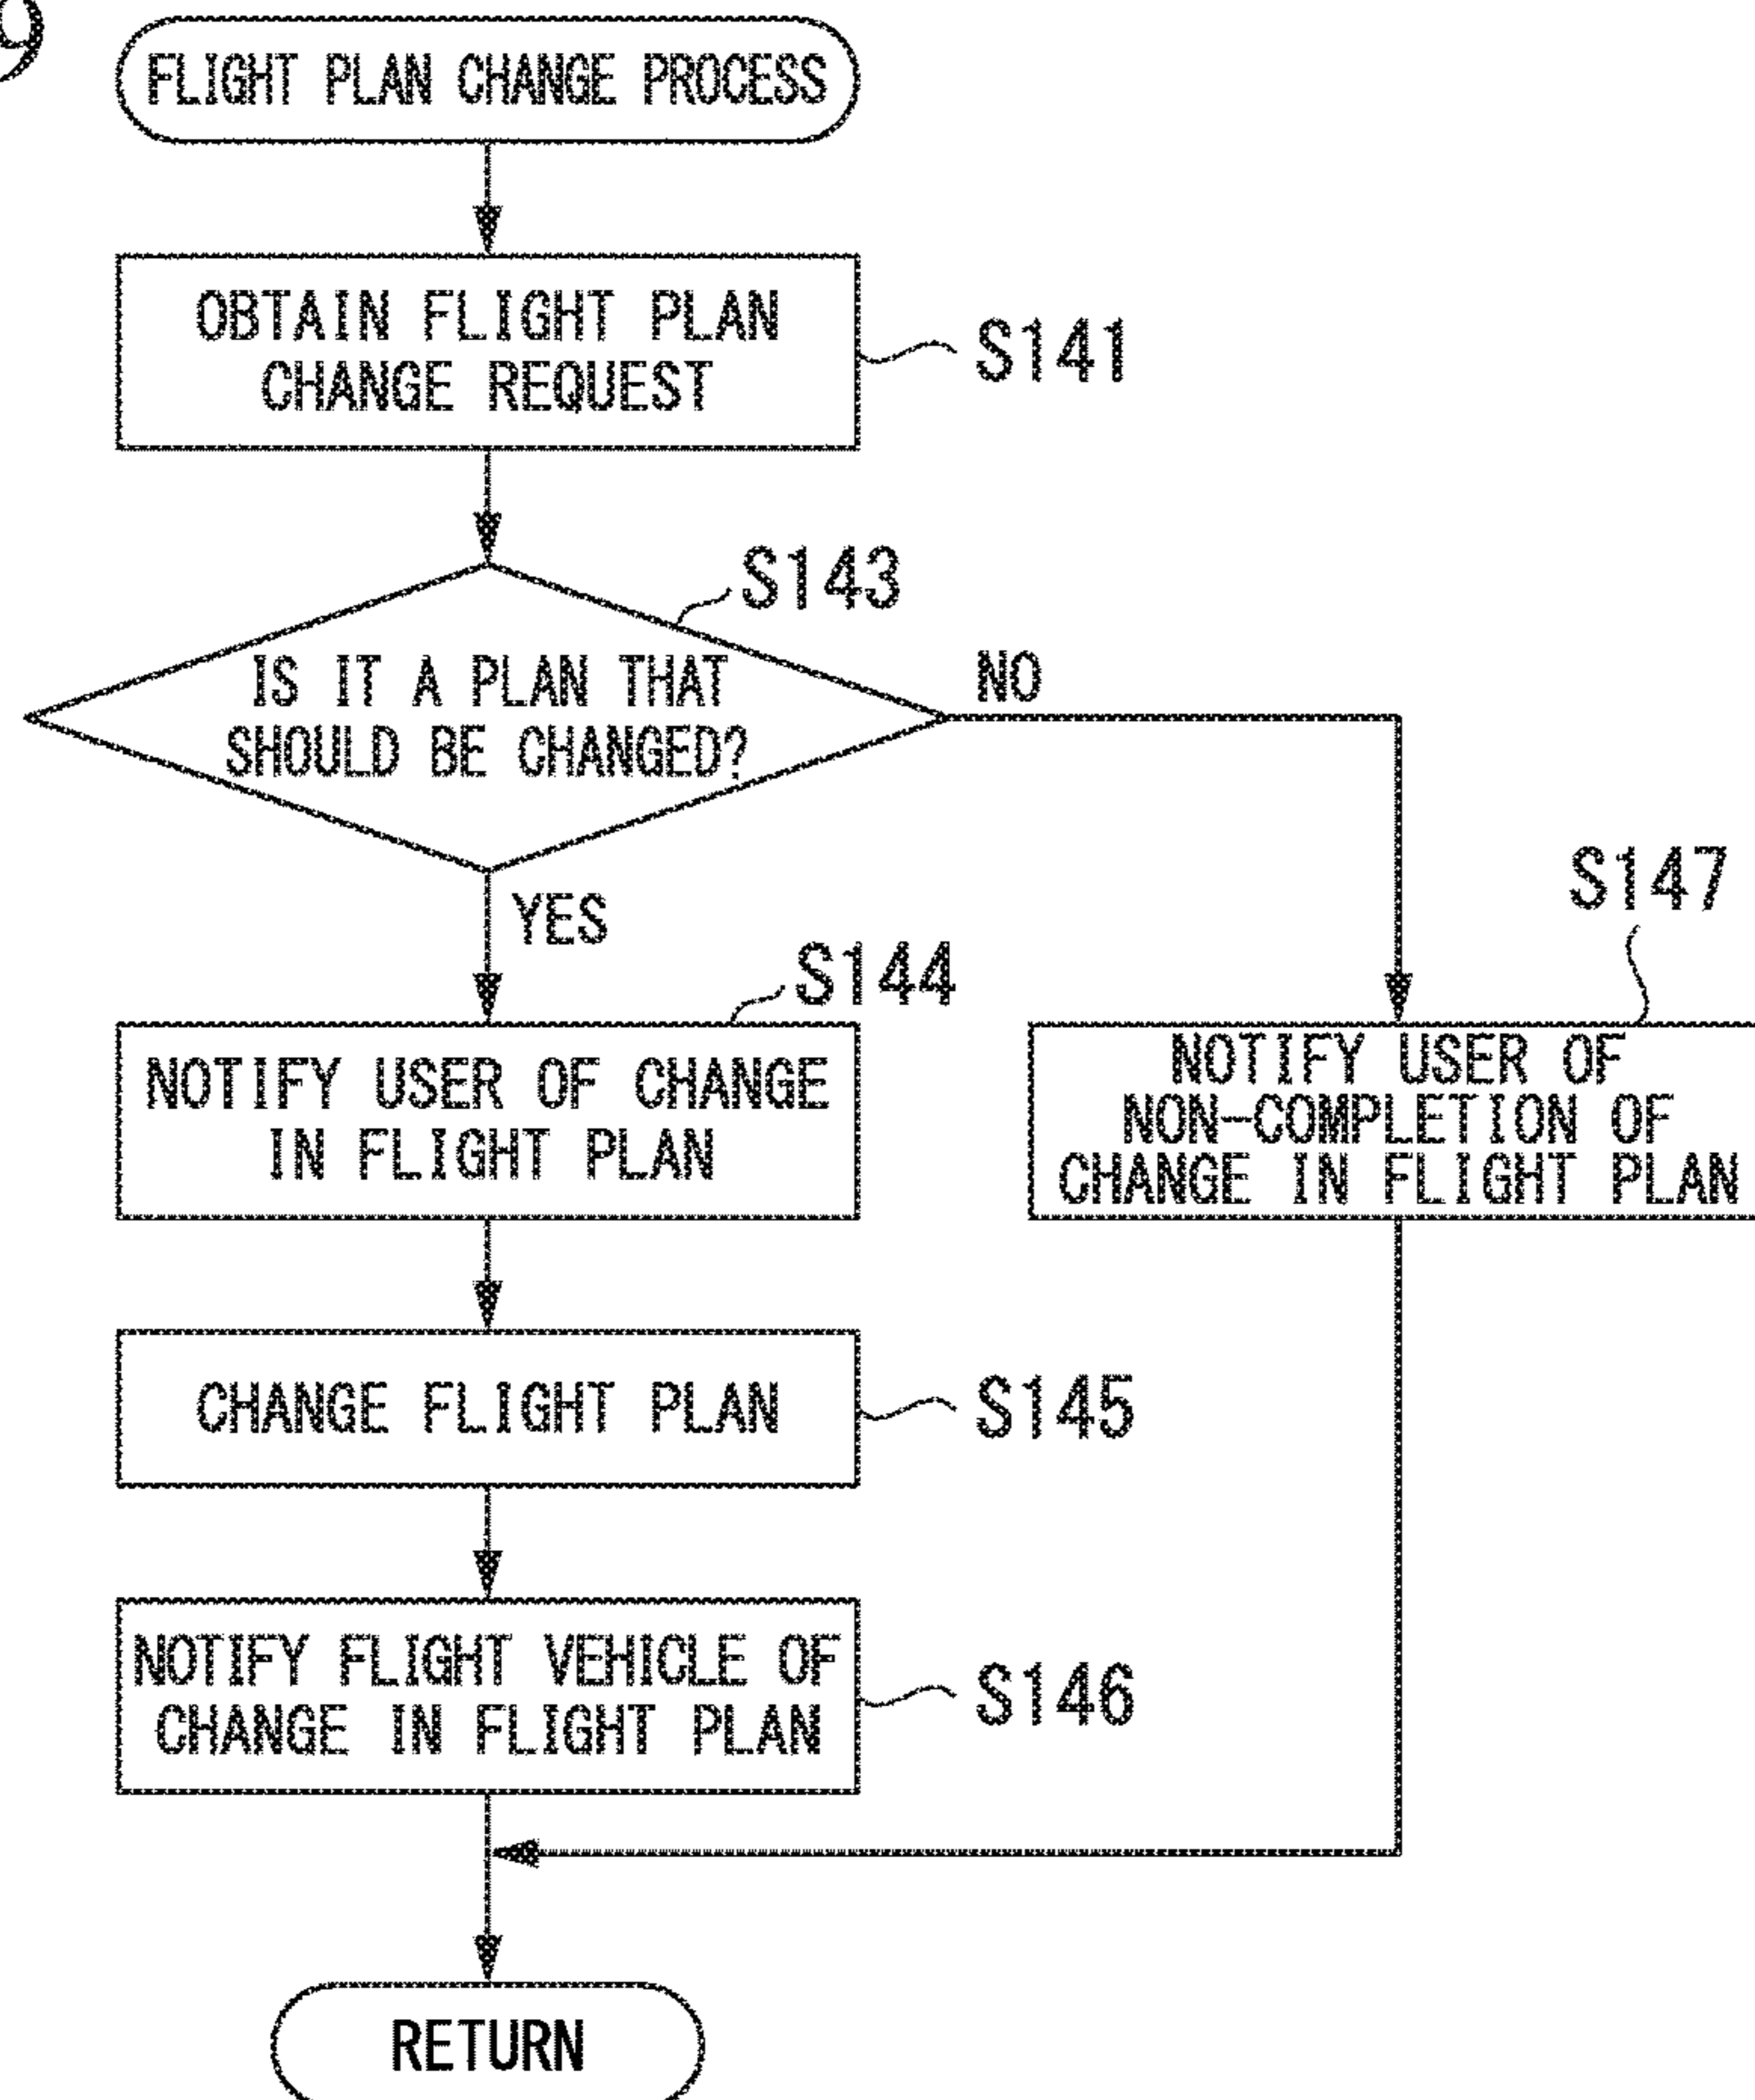 9
FLIGHT PLAN CHANGE PROCESS
OBTAIN FLIGHT PLAN
CHANGE REQUEST
S141
S143
IS IT A PLAN THAT
SHOULD BE CHANGED?
NO
YES
S147
S144
NOTIFY USER OF CHANGE
IN FLIGHT PLAN
NOTIFY USER OF
NON-COMPLETION OF
CHANGE IN FLIGHT PLAN
CHANGE FLIGHT PLAN
S145
NOTIFY FLIGHT VEHICLE OF
CHANGE IN FLIGHT PLAN
S146
RETURN